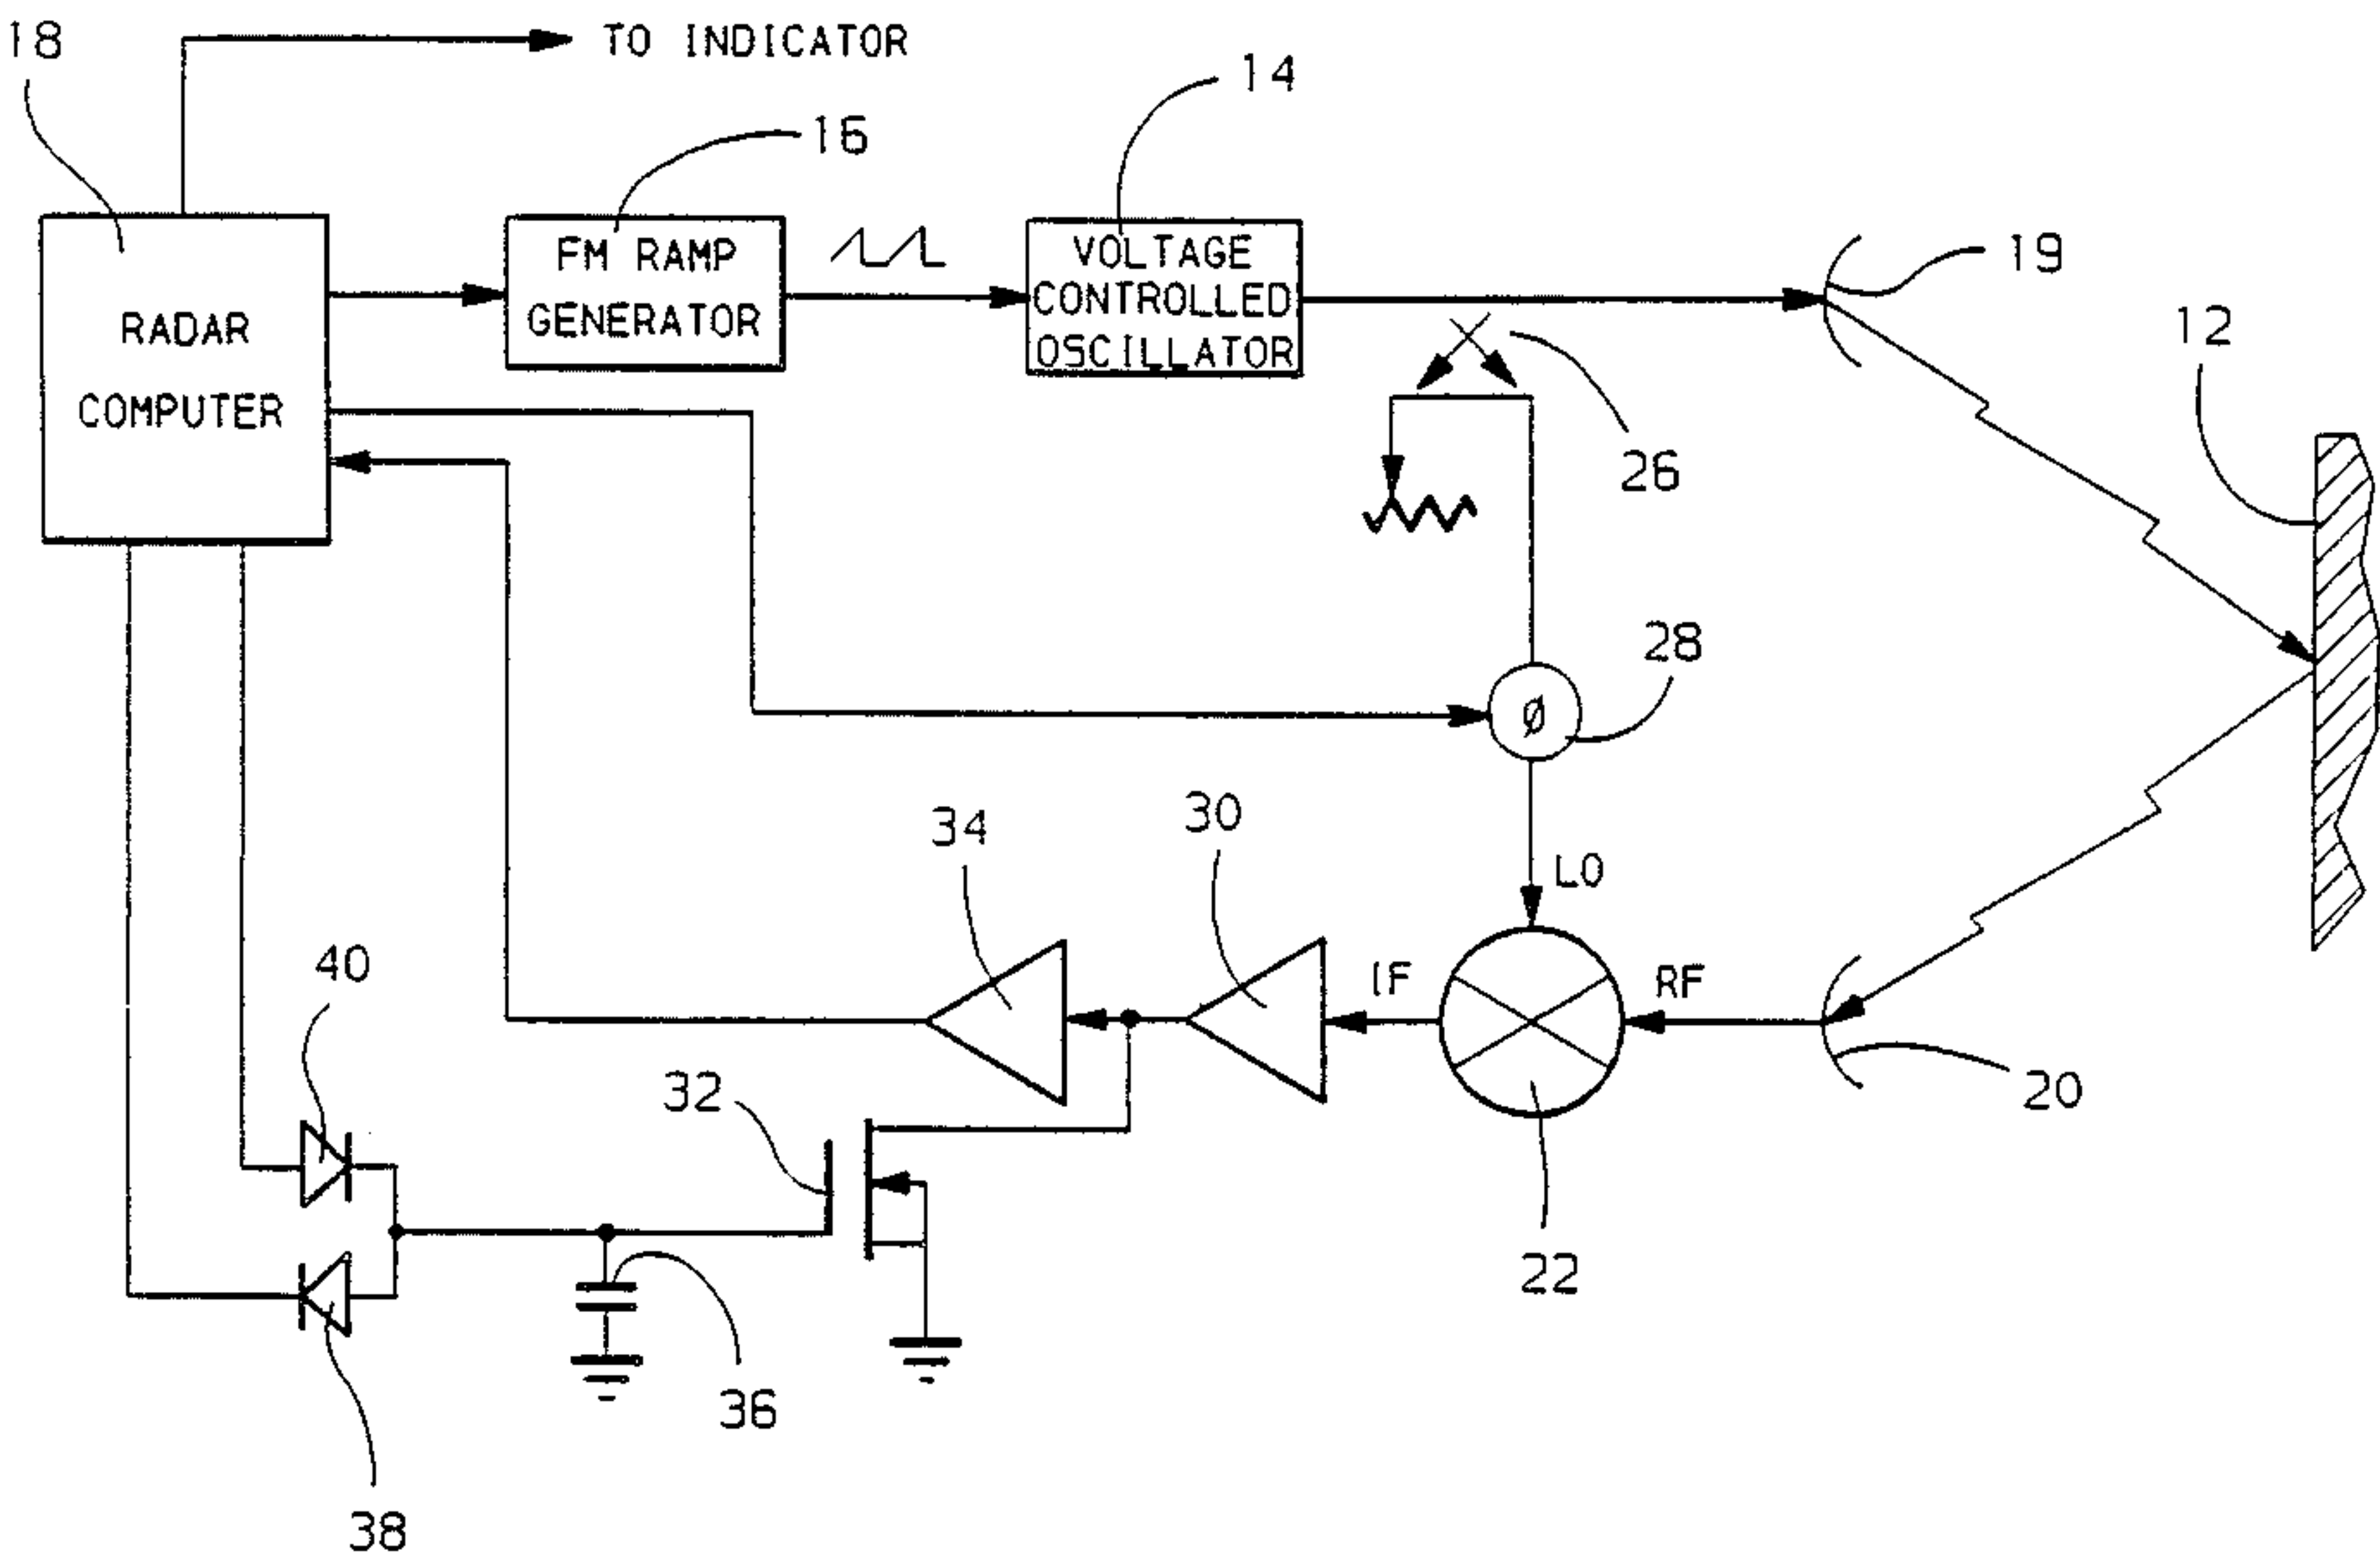 18
TO INDICATOR
14
16
FM RAMP
GENERATOR
VOLTAGE
CONTROLLED
OSCILLATOR
19
12
RADAR
COMPUTER
26
28
Ø
34
30
LO
40
IF
RF
32
20
22
36
38